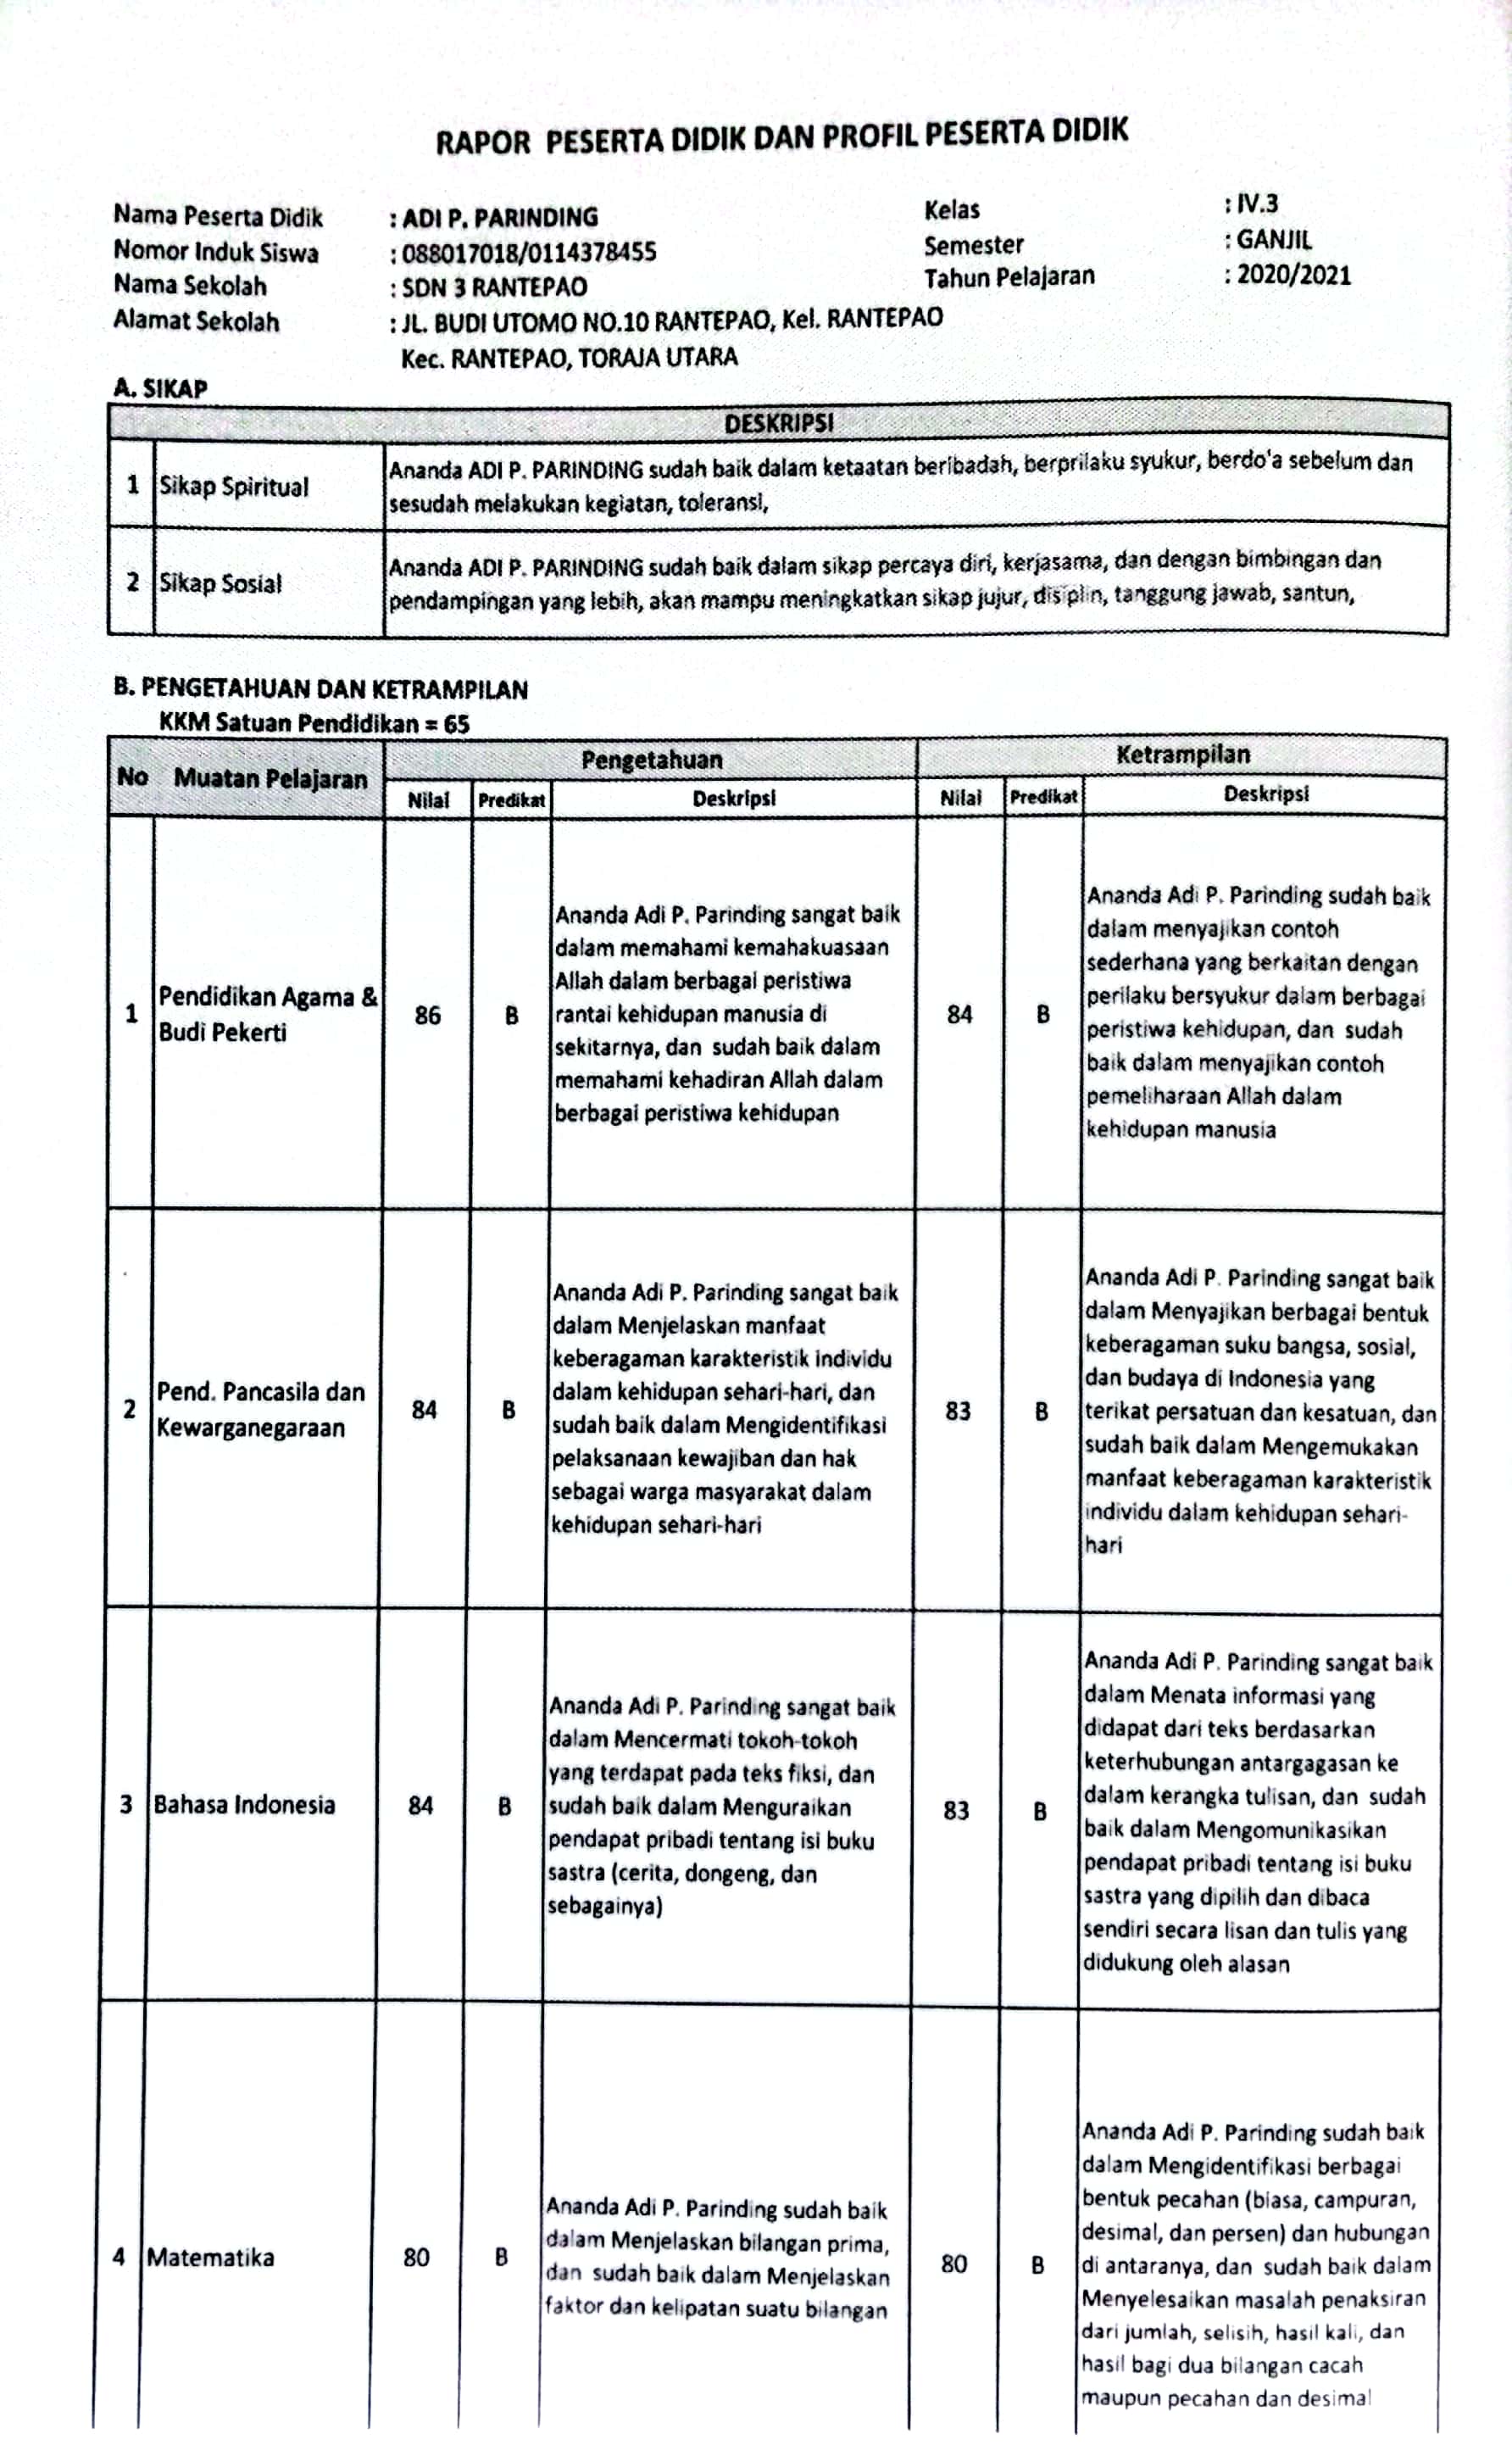 RAPOR PESERTA DIDIK DAN PROFIL PESERTA DIDIK
Nama Peserta Didik : ADI P. PARINDING Kelas : IV.3
Nomor Induk Siswa : 088017018/0114378455 Semester : GANJIL
Nama Sekolah : SDN 3 RANTEPAO Tahun Pelajaran : 2020/2021
Alamat Sekolah : JL. BUDI UTOMO NO.10 RANTEPAO, Kel. RANTEPAO
Kec. RANTEPAO, TORAJA UTARA
A. SIKAP
DESKRIPSI
1 Sikap Spiritual
Ananda ADI P. PARINDING sudah baik dalam ketaatan beribadah, berprilaku syukur, berdo'a sebelum dan
sesudah melakukan kegiatan, toleransi,
2 Sikap Sosial
Ananda ADI P. PARINDING sudah baik dalam sikap percaya diri, kerjasama, dan dengan bimbingan dan
pendampingan yang lebih, akan mampu meningkatkan sikap jujur, disiplin, tanggung jawab, santun,
B. PENGETAHUAN DAN KETRAMPILAN
KKM Satuan Pendidikan = 65
No Muatan Pelajaran Pengetahuan Ketrampilan
Nilai Predikat Deskripsi Nilai Predikat Deskripsi
1 Pendidikan Agama &
Budi Pekerti
86 B
Ananda Adi P. Parinding sangat baik
dalam memahami kemahakuasaan
Allah dalam berbagai peristiwa
rantai kehidupan manusia di
sekitarnya, dan sudah baik dalam
memahami kehadiran Allah dalam
berbagai peristiwa kehidupan
84 B
Ananda Adi P. Parinding sudah baik
dalam menyajikan contoh
sederhana yang berkaitan dengan
perilaku bersyukur dalam berbagai
peristiwa kehidupan, dan sudah
baik dalam menyajikan contoh
pemeliharaan Allah dalam
kehidupan manusia
2 Pend. Pancasila dan
Kewarganegaraan
84 B
Ananda Adi P. Parinding sangat baik
dalam Menjelaskan manfaat
keberagaman karakteristik individu
dalam kehidupan sehari-hari, dan
sudah baik dalam Mengidentifikasi
pelaksanaan kewajiban dan hak
sebagai warga masyarakat dalam
kehidupan sehari-hari
83 B
Ananda Adi P. Parinding sangat baik
dalam Menyajikan berbagai bentuk
keberagaman suku bangsa, sosial,
dan budaya di Indonesia yang
terikat persatuan dan kesatuan, dan
sudah baik dalam Mengemukakan
manfaat keberagaman karakteristik
individu dalam kehidupan sehari-
hari
3 Bahasa Indonesia
84 B
Ananda Adi P. Parinding sangat baik
dalam Mencermati tokoh-tokoh
yang terdapat pada teks fiksi, dan
sudah baik dalam Menguraikan
pendapat pribadi tentang isi buku
sastra (cerita, dongeng, dan
sebagainya)
83 B
Ananda Adi P. Parinding sangat baik
dalam Menata informasi yang
didapat dari teks berdasarkan
keterhubungan antargagasan ke
dalam kerangka tulisan, dan sudah
baik dalam Mengomunikasikan
pendapat pribadi tentang isi buku
sastra yang dipilih dan dibaca
sendiri secara lisan dan tulis yang
didukung oleh alasan
4 Matematika
80 B
Ananda Adi P. Parinding sudah baik
dalam Menjelaskan bilangan prima,
dan sudah baik dalam Menjelaskan
faktor dan kelipatan suatu bilangan
80 B
Ananda Adi P. Parinding sudah baik
dalam Mengidentifikasi berbagai
bentuk pecahan (biasa, campuran,
desimal, dan persen) dan hubungan
di antaranya, dan sudah baik dalam
Menyelesaikan masalah penaksiran
dari jumlah, selisih, hasil kali, dan
hasil bagi dua bilangan cacah
maupun pecahan dan desimal